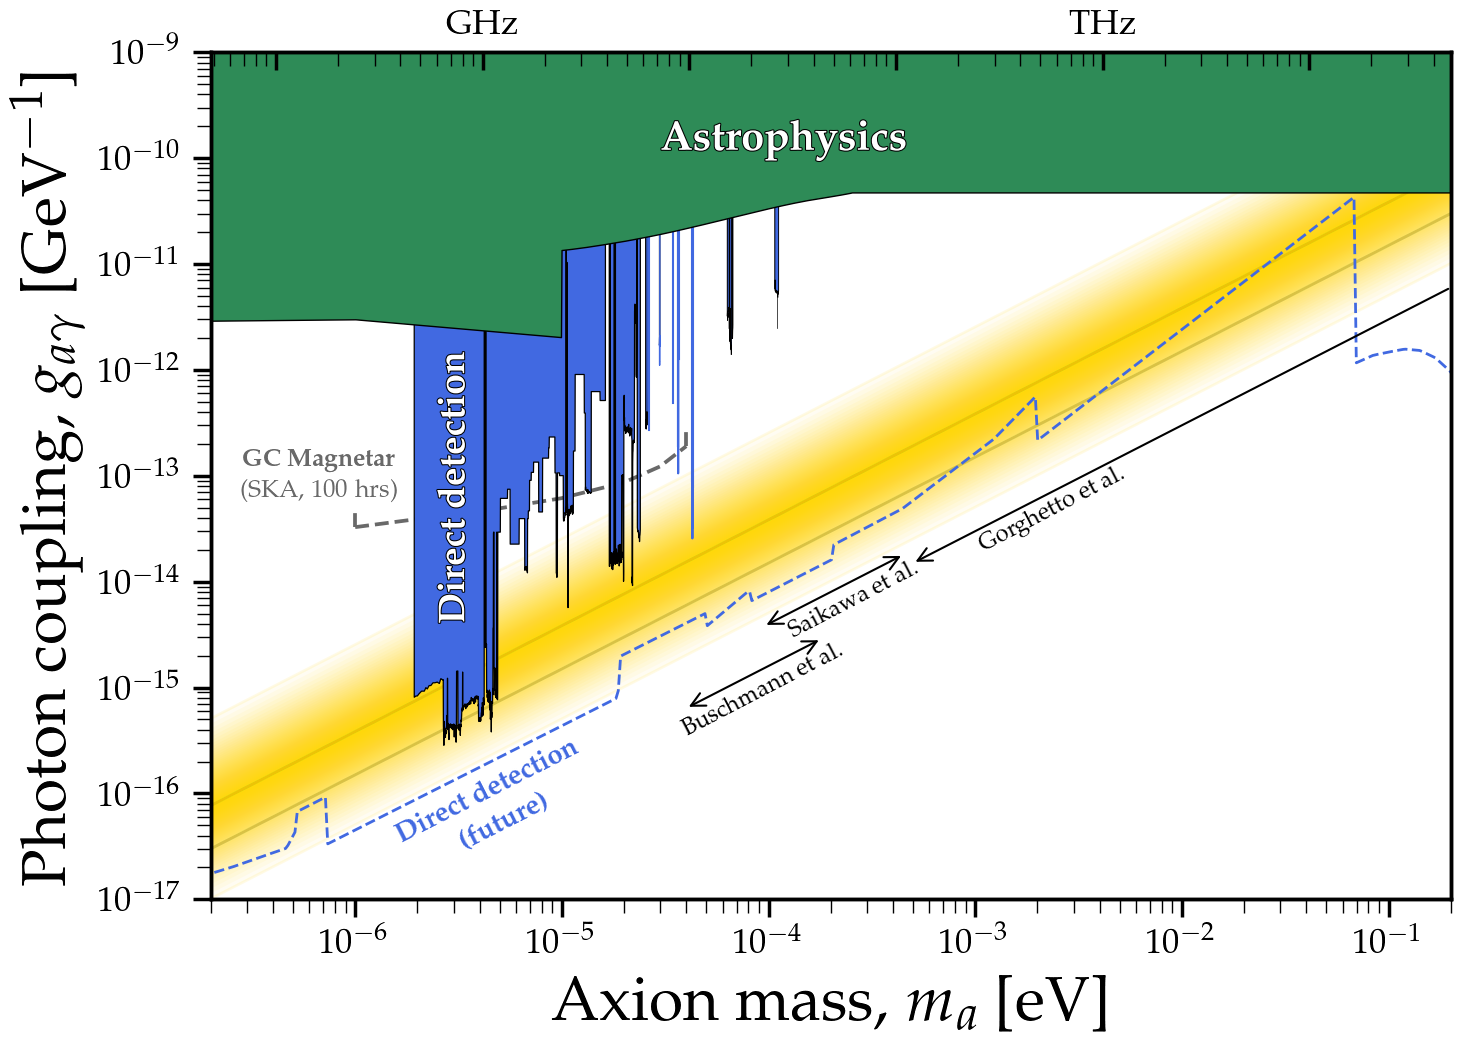 GHz THz
10⁻⁹
10⁻¹⁰
10⁻¹¹
10⁻¹²
10⁻¹³
10⁻¹⁴
10⁻¹⁵
10⁻¹⁶
10⁻¹⁷
Photon coupling, gₐᵧ [GeV⁻¹]
Astrophysics
Direct detection
GC Magnetar
(SKA, 100 hrs)
Gorghetto et al.
Saikawa et al.
Buschmann et al.
Direct detection
(future)
10⁻⁶ 10⁻⁵ 10⁻⁴ 10⁻³ 10⁻² 10⁻¹
Axion mass, mₐ [eV]